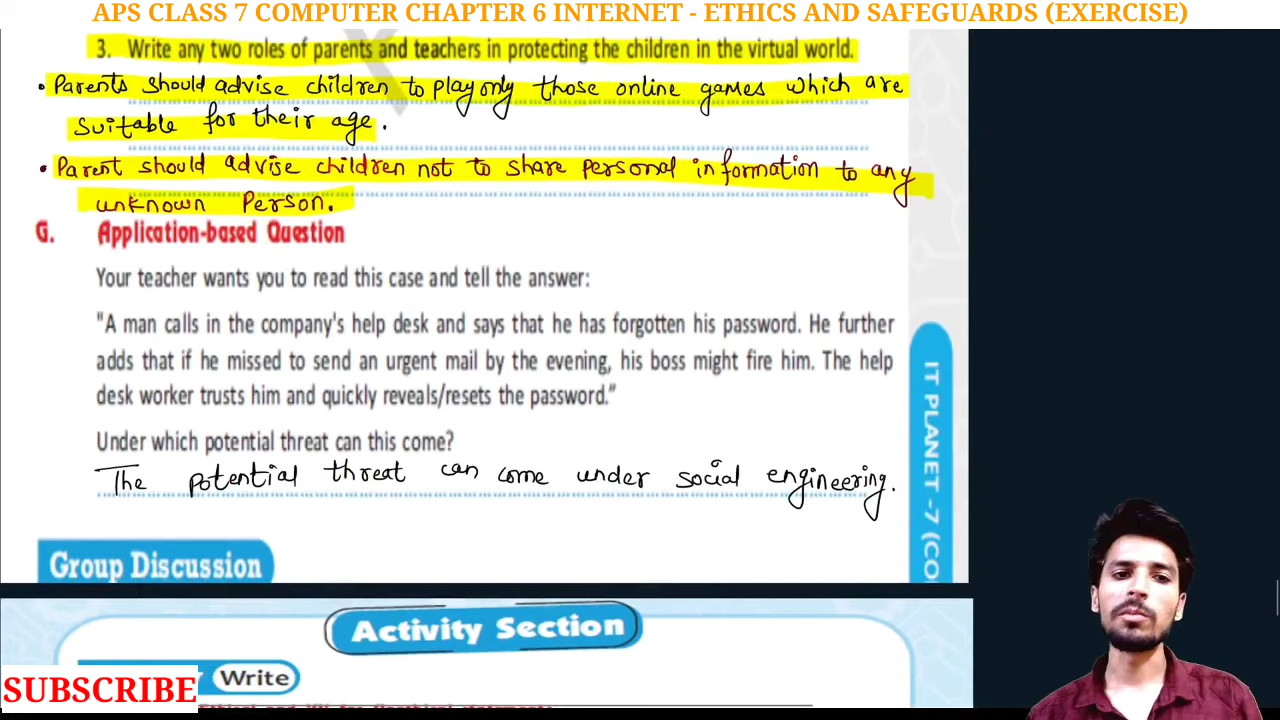 APS CLASS 7 COMPUTER CHAPTER 6 INTERNET - ETHICS AND SAFEGUARDS (EXERCISE)
3. Write any two roles of parents and teachers in protecting the children in the virtual world.
• Parents should advise children to play only those online games which are
suitable for their age.
• Parent should advise children not to share personal information to any
unknown Person.
G. Application-based Question
Your teacher wants you to read this case and tell the answer:
"A man calls in the company's help desk and says that he has forgotten his password. He further
adds that if he missed to send an urgent mail by the evening, his boss might fire him. The help
desk worker trusts him and quickly reveals/resets the password."
Under which potential threat can this come?
The potential threat can come under social engineering.
IT PLANET -7 (CO
Group Discussion
Activity Section
Write
SUBSCRIBE